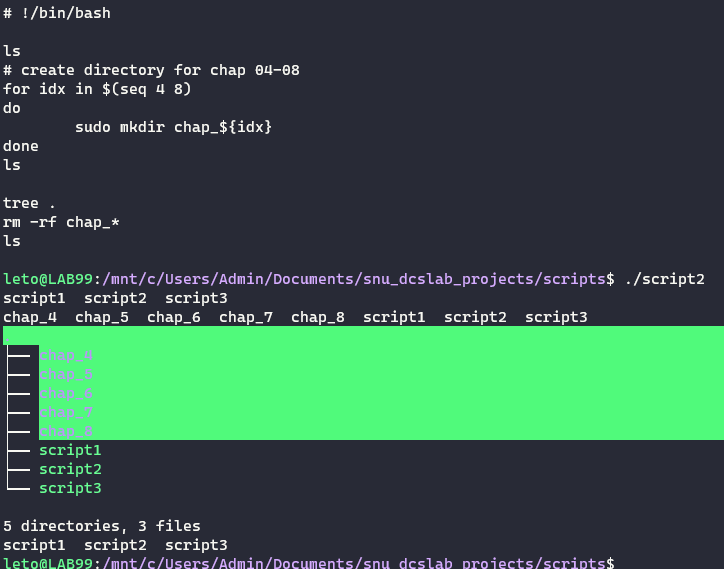 # !/bin/bash
ls
# create directory for chap 04-08
for idx in $(seq 4 8)
do
sudo mkdir chap_${idx}
done
ls
tree .
rm -rf chap_*
ls
leto@LAB99:/mnt/c/Users/Admin/Documents/snu_dcslab_projects/scripts$ ./script2
script1  script2  script3
chap_4  chap_5  chap_6  chap_7  chap_8  script1  script2  script3
├── chap_4
├── chap_5
├── chap_6
├── chap_7
├── chap_8
├── script1
├── script2
└── script3
5 directories, 3 files
script1  script2  script3
leto@LAB99:/mnt/c/Users/Admin/Documents/snu_dcslab_projects/scripts$